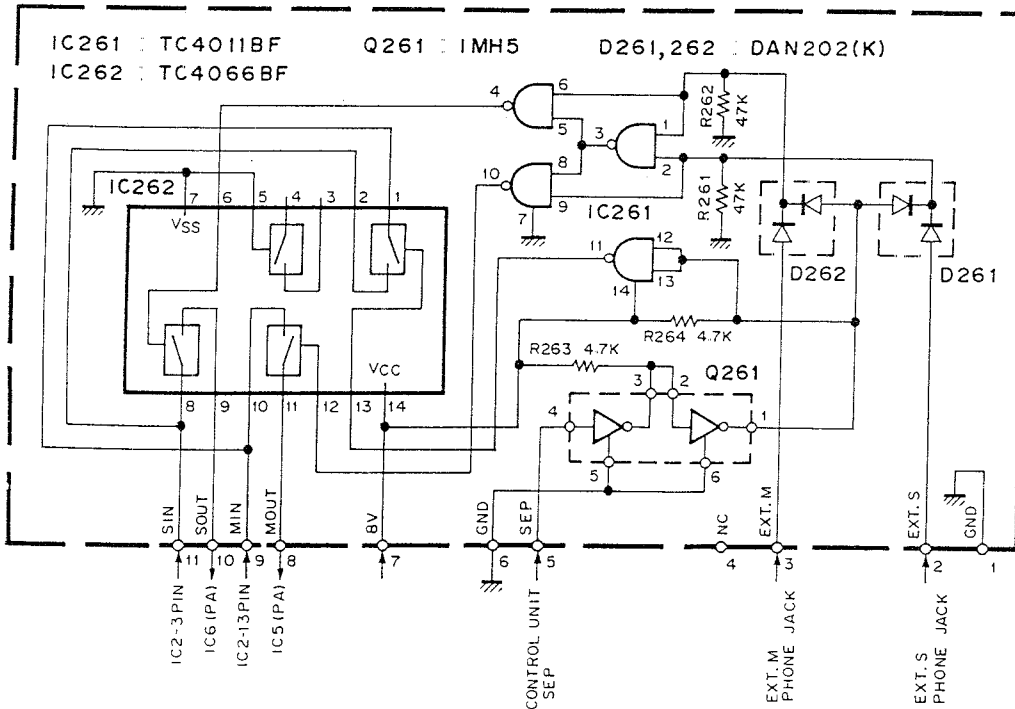 IC261 : TC4011BF Q261 : IMH5 D261,262 : DAN202(K)
IC262 : TC4066BF
4
6
5
3
1
2
R262
47K
10
8
9
7
IC261
R261
47K
IC262
7
6
5
4
3
2
1
VSS
11
12
13
14
D262
D261
R264 4.7K
R263 4.7K
Q261
VCC
8
9
10
11
12
13
14
3
2
4
1
5
6
SIN
SOUT
MIN
MOUT
8V
GND
SEP
NC
EXT. M
EXT. S
GND
11
10
9
8
7
6
5
4
3
2
1
IC2-3PIN
IC6(PA)
IC2-13PIN
IC5(PA)
CONTROL UNIT
SEP
EXT. M
PHONE JACK
EXT. S
PHONE JACK